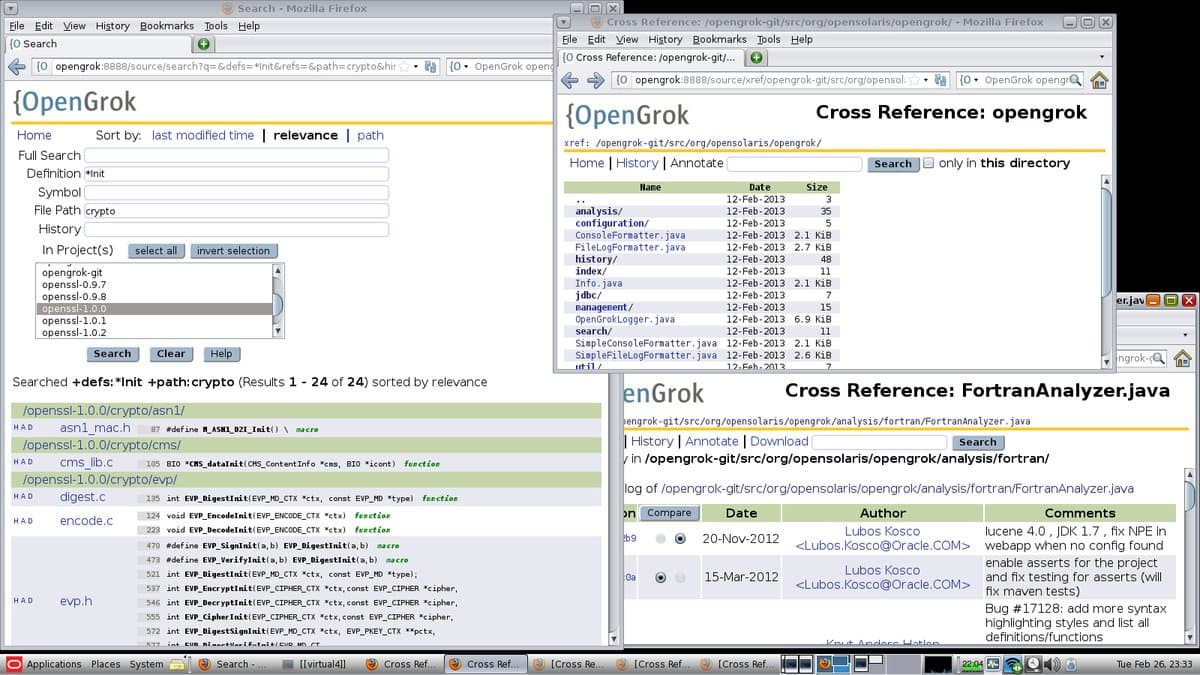 Search - Mozilla Firefox
File Edit View History Bookmarks Tools Help
{O Search
{O opengrok:8888/source/search?q=&defs=*Init&refs=&path=crypto&hi
{O OpenGrok openg
{OpenGrok
Home Sort by: last modified time | relevance | path
Full Search
Definition *Init
Symbol
File Path crypto
History
In Project(s) select all invert selection
opengrok-git
openssl-0.9.7
openssl-0.9.8
openssl-1.0.0
openssl-1.0.1
openssl-1.0.2
Search Clear Help
Searched +defs:*Init +path:crypto (Results 1 - 24 of 24) sorted by relevance
/openssl-1.0.0/crypto/asn1/
H A D asn1_mac.h 87 #define M_ASN1_D2I_Init() \ macro
/openssl-1.0.0/crypto/cms/
H A D cms_lib.c 105 BIO *CMS_dataInit(CMS_ContentInfo *cms, BIO *icont) function
/openssl-1.0.0/crypto/evp/
H A D digest.c 195 int EVP_DigestInit(EVP_MD_CTX *ctx, const EVP_MD *type) function
H A D encode.c 124 void EVP_EncodeInit(EVP_ENCODE_CTX *ctx) function
223 void EVP_DecodeInit(EVP_ENCODE_CTX *ctx) function
H A D evp.h 470 #define EVP_SignInit(a,b) EVP_DigestInit(a,b) macro
473 #define EVP_VerifyInit(a,b) EVP_DigestInit(a,b) macro
521 int EVP_DigestInit(EVP_MD_CTX *ctx, const EVP_MD *type);
537 int EVP_EncryptInit(EVP_CIPHER_CTX *ctx,const EVP_CIPHER *cipher,
546 int EVP_DecryptInit(EVP_CIPHER_CTX *ctx,const EVP_CIPHER *cipher,
555 int EVP_CipherInit(EVP_CIPHER_CTX *ctx,const EVP_CIPHER *cipher,
572 int EVP_DigestSignInit(EVP_MD_CTX *ctx, EVP_PKEY_CTX **pctx,
Cross Reference: /opengrok-git/src/org/opensolaris/opengrok/ - Mozilla Firefox
File Edit View History Bookmarks Tools Help
{O Cross Reference: /opengrok-git/...
{O opengrok:8888/source/xref/opengrok-git/src/org/opensol
{O OpenGrok opengr
{OpenGrok Cross Reference: opengrok
xref: /opengrok-git/src/org/opensolaris/opengrok/
Home | History | Annotate Search only in this directory
Name Date Size
.. 12-Feb-2013 3
analysis/ 12-Feb-2013 35
configuration/ 12-Feb-2013 5
ConsoleFormatter.java 12-Feb-2013 2.1 KiB
FileLogFormatter.java 12-Feb-2013 2.7 KiB
history/ 12-Feb-2013 48
index/ 12-Feb-2013 11
Info.java 12-Feb-2013 2.1 KiB
jdbc/ 12-Feb-2013 7
management/ 12-Feb-2013 15
OpenGrokLogger.java 12-Feb-2013 6.9 KiB
search/ 12-Feb-2013 11
SimpleConsoleFormatter.java 12-Feb-2013 2.1 KiB
SimpleFileLogFormatter.java 12-Feb-2013 2.6 KiB
util/ 12-Feb-2013 7
er.jav
ngrok-g
enGrok Cross Reference: FortranAnalyzer.java
engrok-git/src/org/opensolaris/opengrok/analysis/fortran/FortranAnalyzer.java
| History | Annotate | Download Search
y in /opengrok-git/src/org/opensolaris/opengrok/analysis/fortran/
log of /opengrok-git/src/org/opensolaris/opengrok/analysis/fortran/FortranAnalyzer.java
on Compare Date Author Comments
b9 20-Nov-2012 Lubos Kosco <Lubos.Kosco@Oracle.COM> lucene 4.0 , JDK 1.7 , fix NPE in
webapp when no config found
0a 15-Mar-2012 Lubos Kosco <Lubos.Kosco@Oracle.COM> enable asserts for the project
and fix testing for asserts (will
fix maven tests)
Knut Anders Hatlen Bug #17128: add more syntax
highlighting styles and list all
definitions/functions
Applications Places System Search - ... [[virtual4]] Cross Ref... Cross Ref... [Cross Re... [Cross Ref... [Cross Ref... 22:04 Tue Feb 26, 23:33